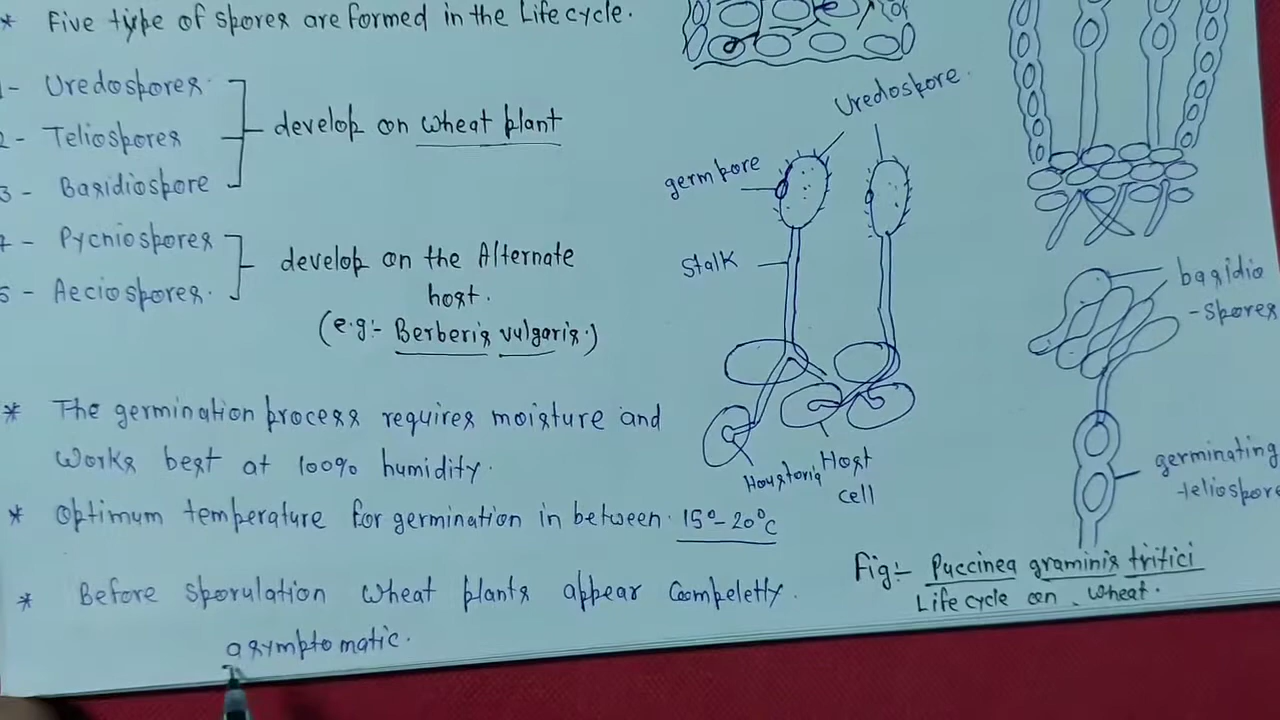 * Five type of spores are formed in the Life cycle.
1- Uredospores
2- Teliospores
3- Basidiospore
develop on wheat plant
4- Pycniospores
5- Aeciospores.
develop on the Alternate
host.
(e.g:- Berberis vulgaris.)
* The germination process requires moisture and
works best at 100% humidity.
* Optimum temperature for germination in between 15°-20°C
* Before sporulation wheat plants appear Compeletly.
asymptomatic.
Uredospore.
germpore
Stalk
Houstoria
Host
cell
basidio
-spores
germinating
teliospore
Fig:- Puccinea graminis tritici
Life cycle on wheat.